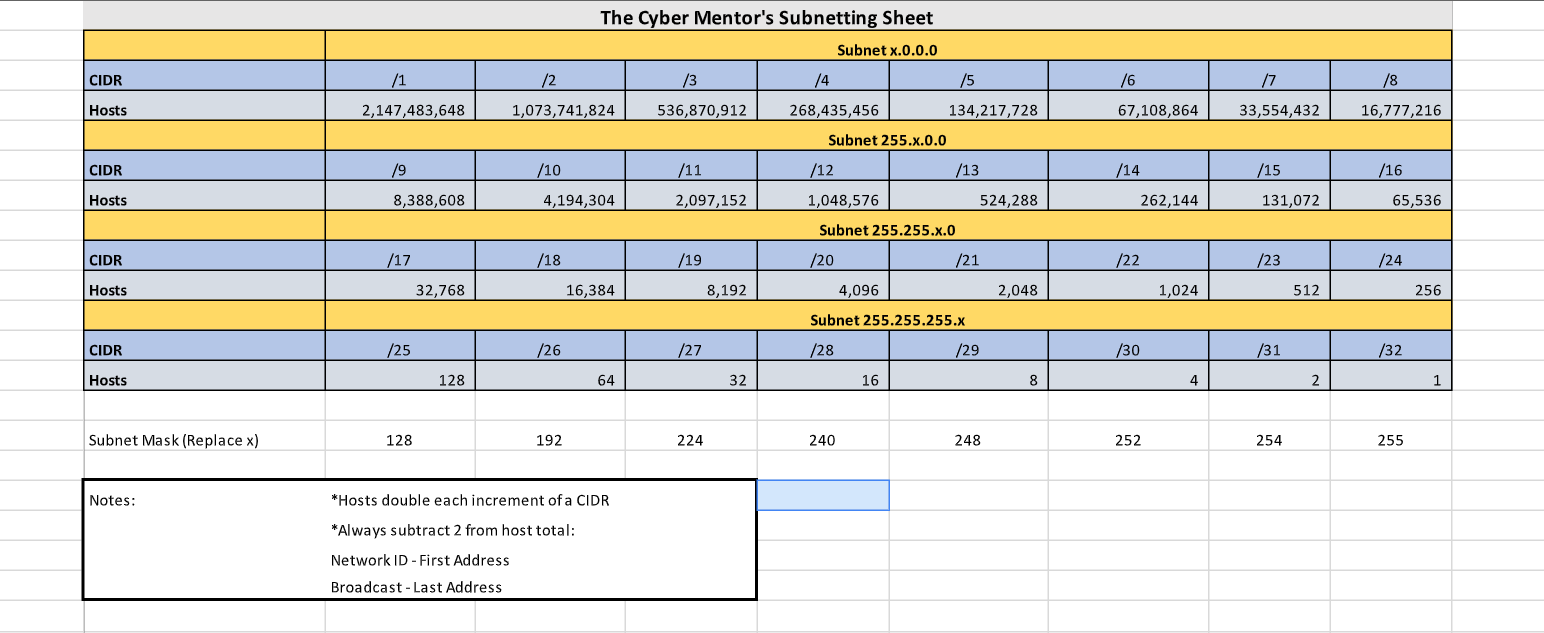 The Cyber Mentor's Subnetting Sheet
Subnet x.0.0.0
CIDR /1 /2 /3 /4 /5 /6 /7 /8
Hosts 2,147,483,648 1,073,741,824 536,870,912 268,435,456 134,217,728 67,108,864 33,554,432 16,777,216
Subnet 255.x.0.0
CIDR /9 /10 /11 /12 /13 /14 /15 /16
Hosts 8,388,608 4,194,304 2,097,152 1,048,576 524,288 262,144 131,072 65,536
Subnet 255.255.x.0
CIDR /17 /18 /19 /20 /21 /22 /23 /24
Hosts 32,768 16,384 8,192 4,096 2,048 1,024 512 256
Subnet 255.255.255.x
CIDR /25 /26 /27 /28 /29 /30 /31 /32
Hosts 128 64 32 16 8 4 2 1
Subnet Mask (Replace x) 128 192 224 240 248 252 254 255
Notes: *Hosts double each increment of a CIDR
*Always subtract 2 from host total:
Network ID - First Address
Broadcast - Last Address